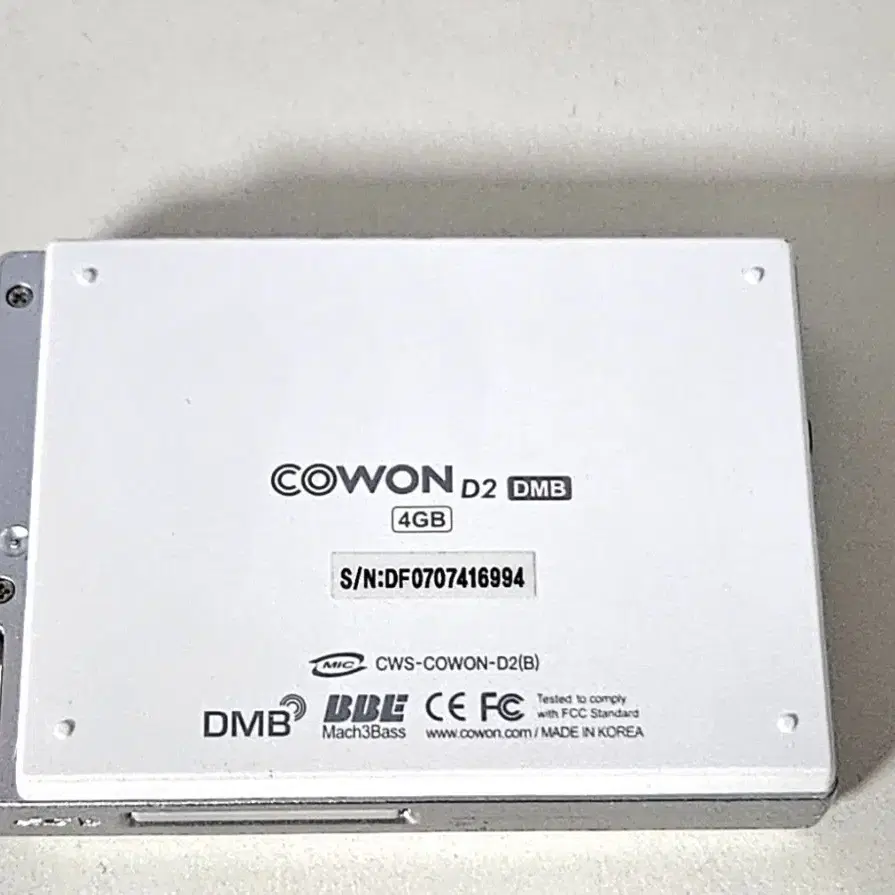 COWON D2 DMB
4GB
S/N:DF0707416994
MIC CWS-COWON-D2(B)
DMB BBE Mach3Bass CE FC Tested to comply with FCC Standard
www.cowon.com / MADE IN KOREA